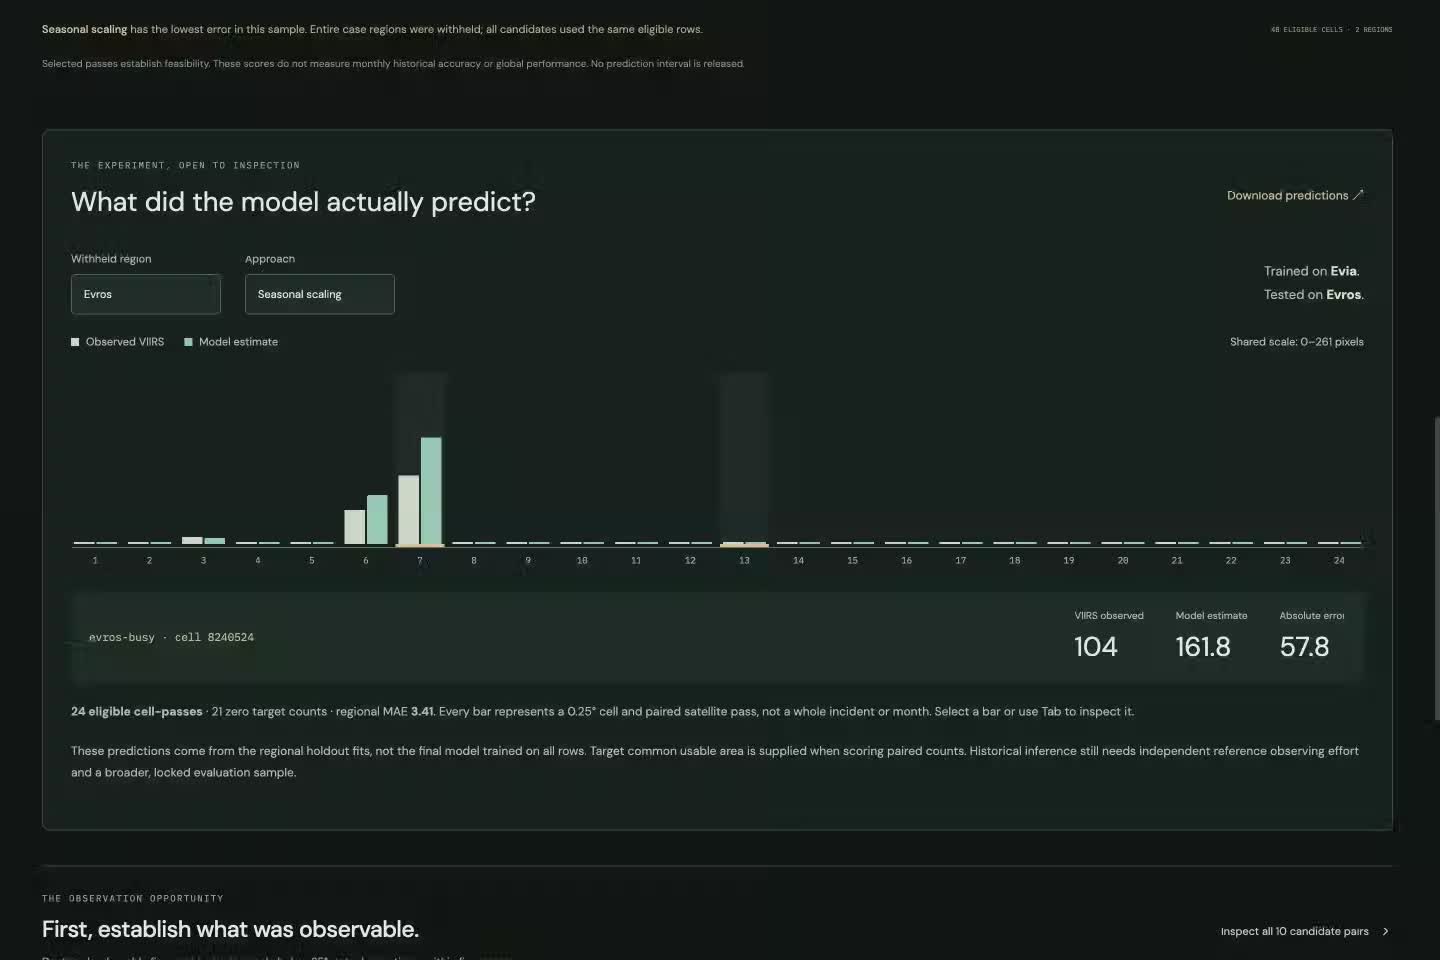 Seasonal scaling has the lowest error in this sample. Entire case regions were withheld; all candidates used the same eligible rows.
48 ELIGIBLE CELLS · 2 REGIONS
Selected passes establish feasibility. These scores do not measure monthly historical accuracy or global performance. No prediction interval is released.
THE EXPERIMENT, OPEN TO INSPECTION
What did the model actually predict?
Download predictions ↗
Withheld region
Approach
Evros
Seasonal scaling
Trained on Evia.
Tested on Evros.
Observed VIIRS
Model estimate
Shared scale: 0–261 pixels
1 2 3 4 5 6 7 8 9 10 11 12 13 14 15 16 17 18 19 20 21 22 23 24
evros-busy · cell 8240524
VIIRS observed
104
Model estimate
161.8
Absolute error
57.8
24 eligible cell-passes · 21 zero target counts · regional MAE 3.41. Every bar represents a 0.25° cell and paired satellite pass, not a whole incident or month. Select a bar or use Tab to inspect it.
These predictions come from the regional holdout fits, not the final model trained on all rows. Target common usable area is supplied when scoring paired counts. Historical inference still needs independent reference observing effort
and a broader, locked evaluation sample.
THE OBSERVATION OPPORTUNITY
First, establish what was observable.
Inspect all 10 candidate pairs >